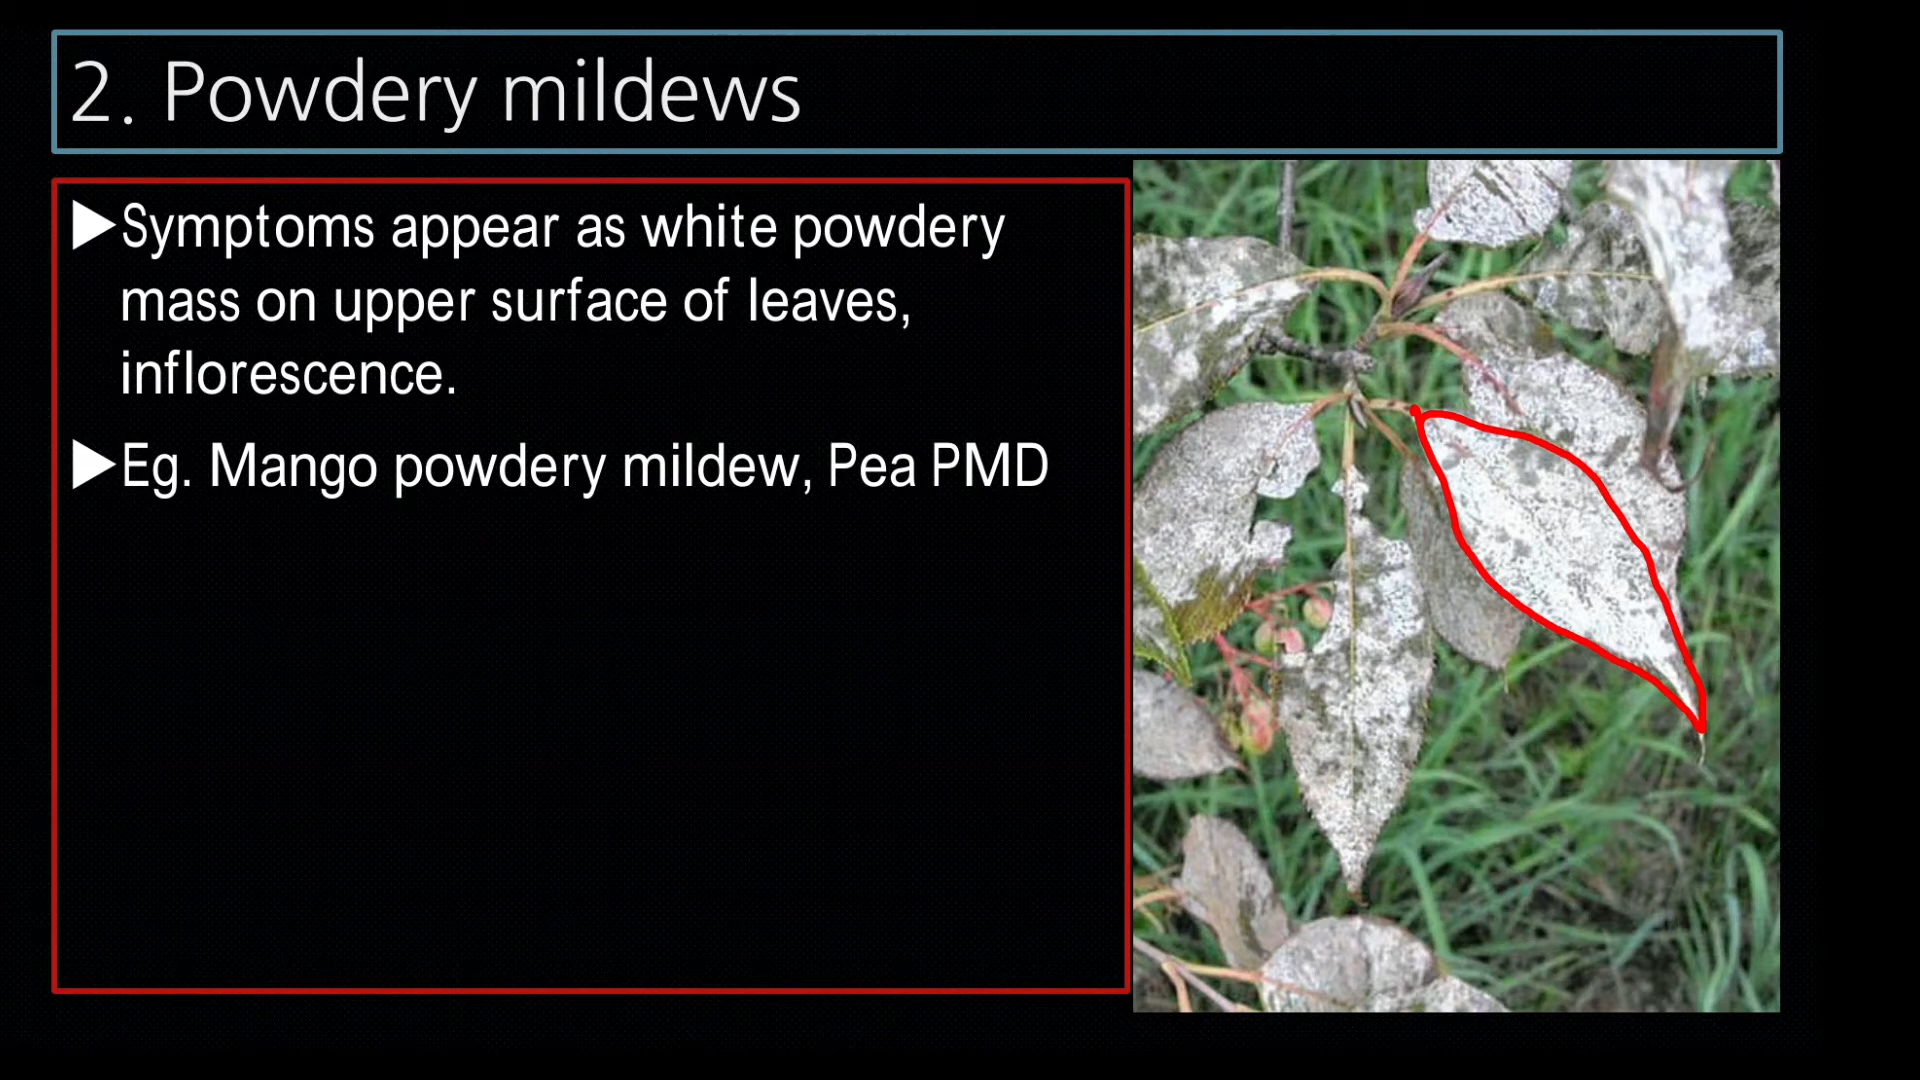 2. Powdery mildews
▶Symptoms appear as white powdery
mass on upper surface of leaves,
inflorescence.
▶Eg. Mango powdery mildew, Pea PMD